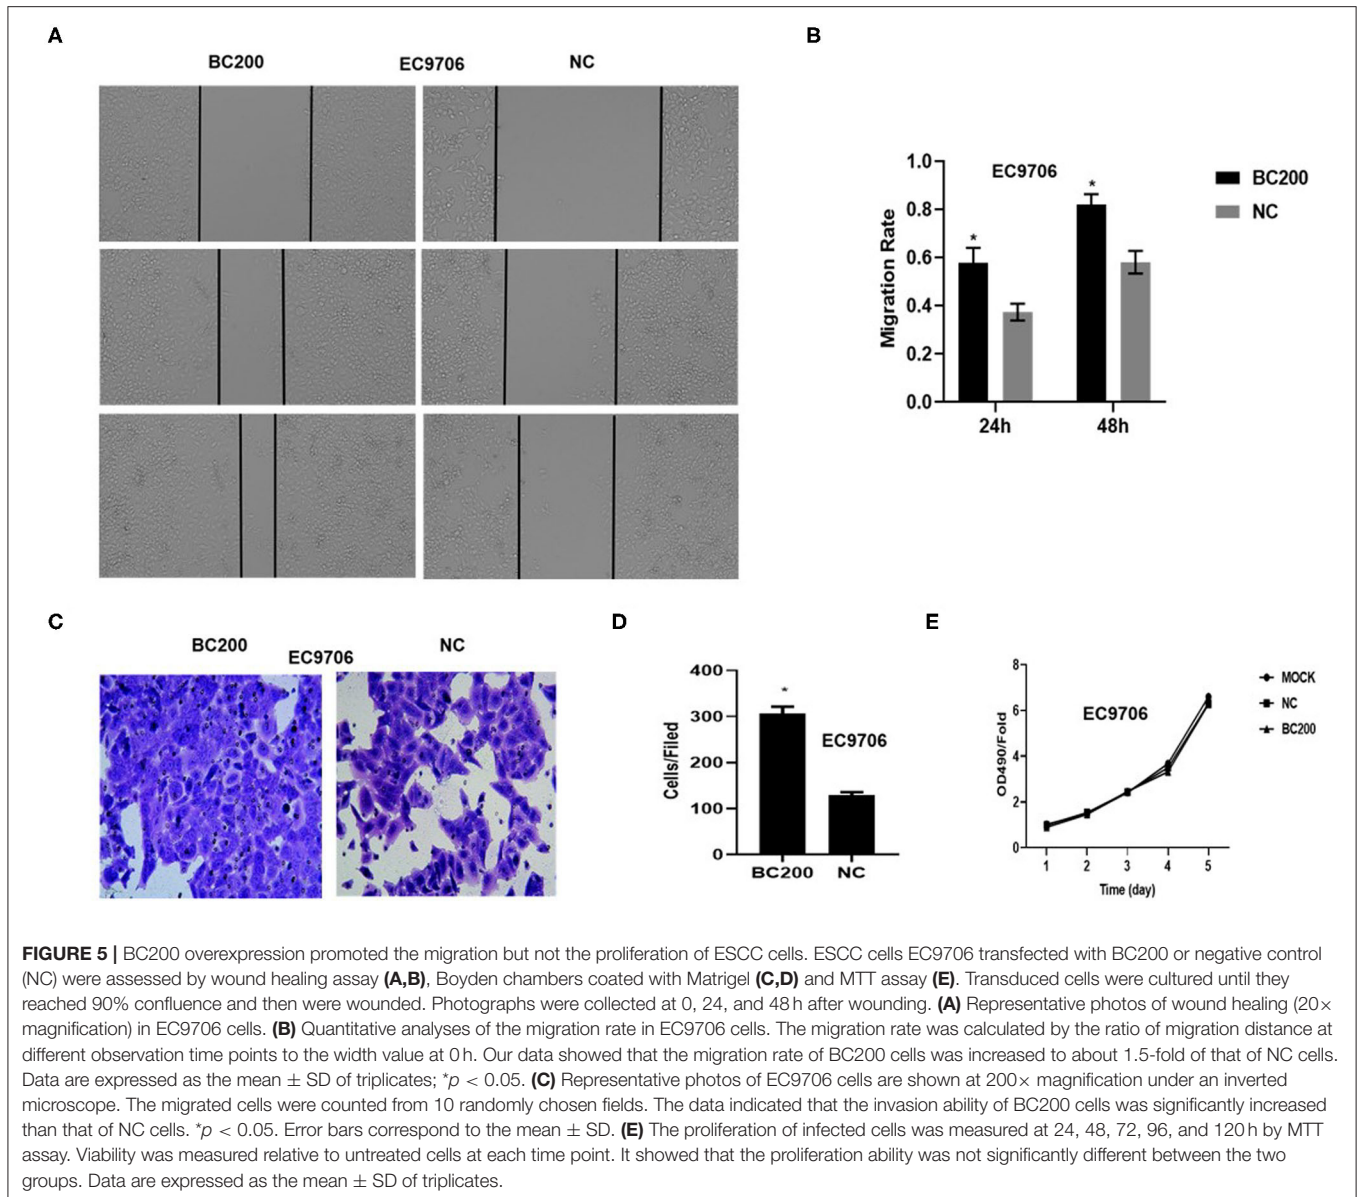 A
BC200
EC9706
NC
B
1.0
0.8
0.6
0.4
0.2
0.0
Migration Rate
EC9706
*
*
24h
48h
BC200
NC
C
BC200
EC9706
NC
D
400
300
200
100
0
Cells/Filed
*
EC9706
BC200
NC
E
8
6
4
2
0
OD490/Fold
EC9706
1 2 3 4 5
Time (day)
MOCK
NC
BC200
FIGURE 5 | BC200 overexpression promoted the migration but not the proliferation of ESCC cells. ESCC cells EC9706 transfected with BC200 or negative control
(NC) were assessed by wound healing assay (A,B), Boyden chambers coated with Matrigel (C,D) and MTT assay (E). Transduced cells were cultured until they
reached 90% confluence and then were wounded. Photographs were collected at 0, 24, and 48 h after wounding. (A) Representative photos of wound healing (20×
magnification) in EC9706 cells. (B) Quantitative analyses of the migration rate in EC9706 cells. The migration rate was calculated by the ratio of migration distance at
different observation time points to the width value at 0 h. Our data showed that the migration rate of BC200 cells was increased to about 1.5-fold of that of NC cells.
Data are expressed as the mean ± SD of triplicates; *p < 0.05. (C) Representative photos of EC9706 cells are shown at 200× magnification under an inverted
microscope. The migrated cells were counted from 10 randomly chosen fields. The data indicated that the invasion ability of BC200 cells was significantly increased
than that of NC cells. *p < 0.05. Error bars correspond to the mean ± SD. (E) The proliferation of infected cells was measured at 24, 48, 72, 96, and 120 h by MTT
assay. Viability was measured relative to untreated cells at each time point. It showed that the proliferation ability was not significantly different between the two
groups. Data are expressed as the mean ± SD of triplicates.